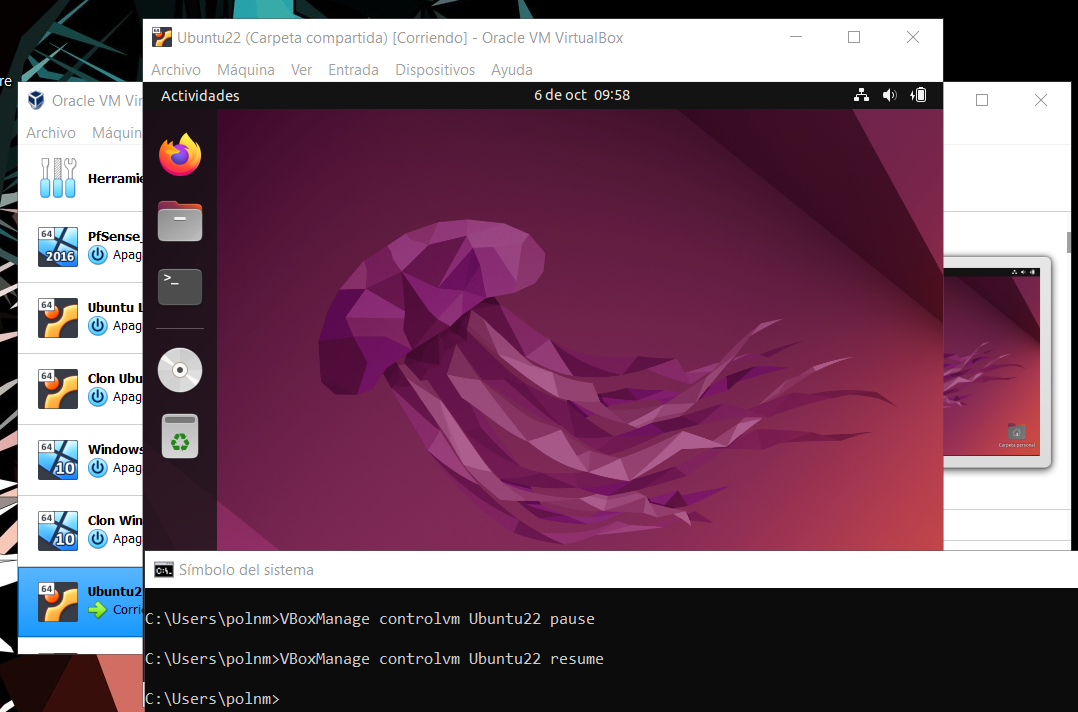 Ubuntu22 (Carpeta compartida) [Corriendo] - Oracle VM VirtualBox
Archivo Máquina Ver Entrada Dispositivos Ayuda
re
Actividades 6 de oct 09:58
Oracle VM Vir
Archivo Máquin
Herramie
64
2016
PfSense_
Apag
64
Ubuntu L
Apag
64
Clon Ubu
Apag
64
10
Windows
Apag
64
10
Clon Win
Apag
64
Ubuntu2
Corrie
>_
Carpeta personal
C:\. Símbolo del sistema
C:\Users\polnm>VBoxManage controlvm Ubuntu22 pause
C:\Users\polnm>VBoxManage controlvm Ubuntu22 resume
C:\Users\polnm>